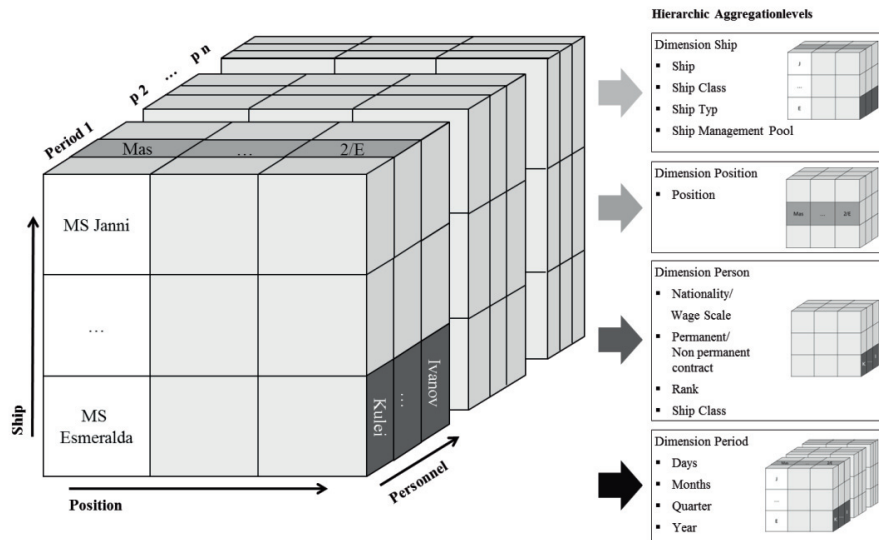 Hierarchic Aggregationlevels
p 2 ... p n
Period 1
Mas ... 2/E
MS Janni
...
MS
Esmeralda
Kulei
...
Ivanov
Ship
Position
Personnel
Dimension Ship
▪ Ship
▪ Ship Class
▪ Ship Typ
▪ Ship Management Pool
J
...
E
Dimension Position
▪ Position
Mas ... 2/E
Dimension Person
▪ Nationality/
Wage Scale
▪ Permanent/
Non permanent
contract
▪ Rank
▪ Ship Class
K
Dimension Period
▪ Days
▪ Months
▪ Quarter
▪ Year
J
...
E